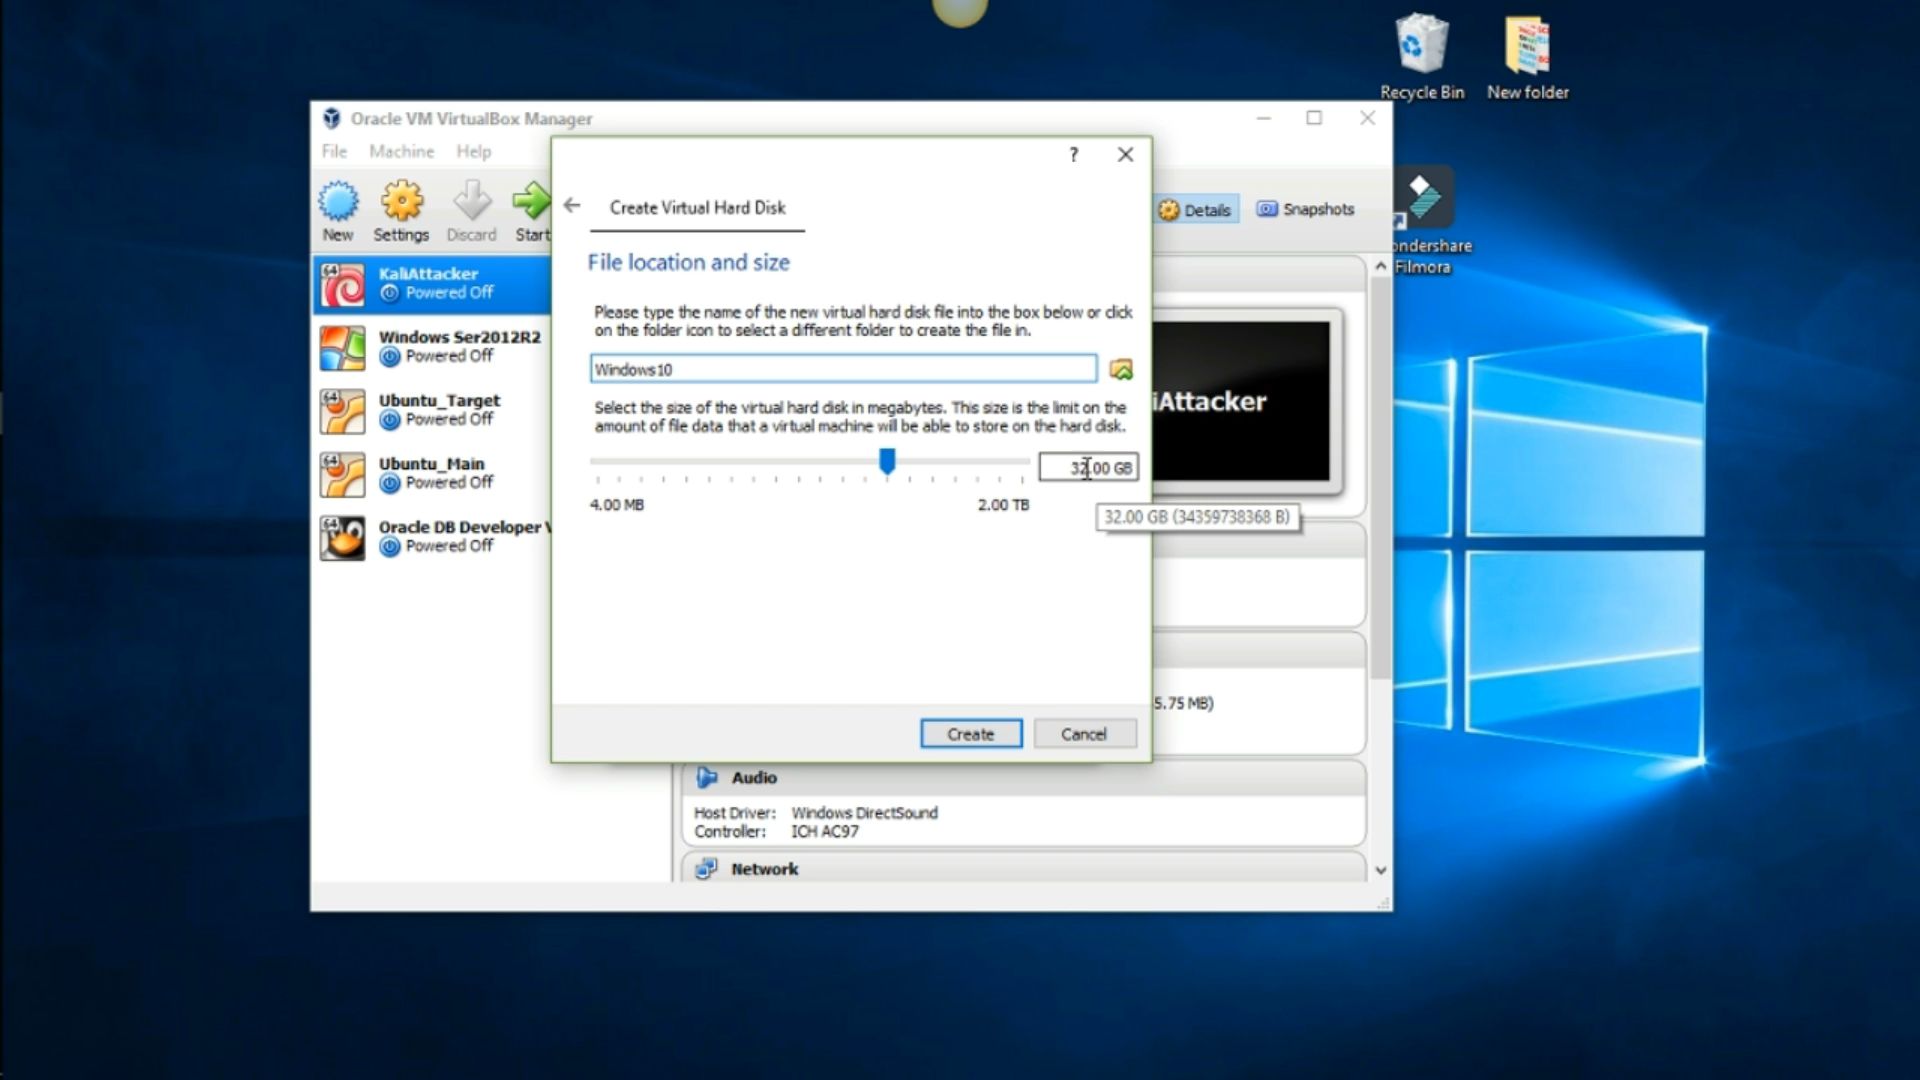 Recycle Bin
New folder
Oracle VM VirtualBox Manager
File
Machine
Help
?
Create Virtual Hard Disk
New
Settings
Discard
Start
Details
Snapshots
ondershare
Filmora
File location and size
64
KaliAttacker
Powered Off
Please type the name of the new virtual hard disk file into the box below or click
on the folder icon to select a different folder to create the file in.
Windows Ser2012R2
Powered Off
Windows10
64
Ubuntu_Target
Powered Off
Select the size of the virtual hard disk in megabytes. This size is the limit on the
amount of file data that a virtual machine will be able to store on the hard disk.
iAttacker
64
Ubuntu_Main
Powered Off
32.00 GB
4.00 MB
2.00 TB
32.00 GB (34359738368 B)
64
Oracle DB Developer V
Powered Off
5.75 MB)
Create
Cancel
Audio
Host Driver: Windows DirectSound
Controller: ICH AC97
Network